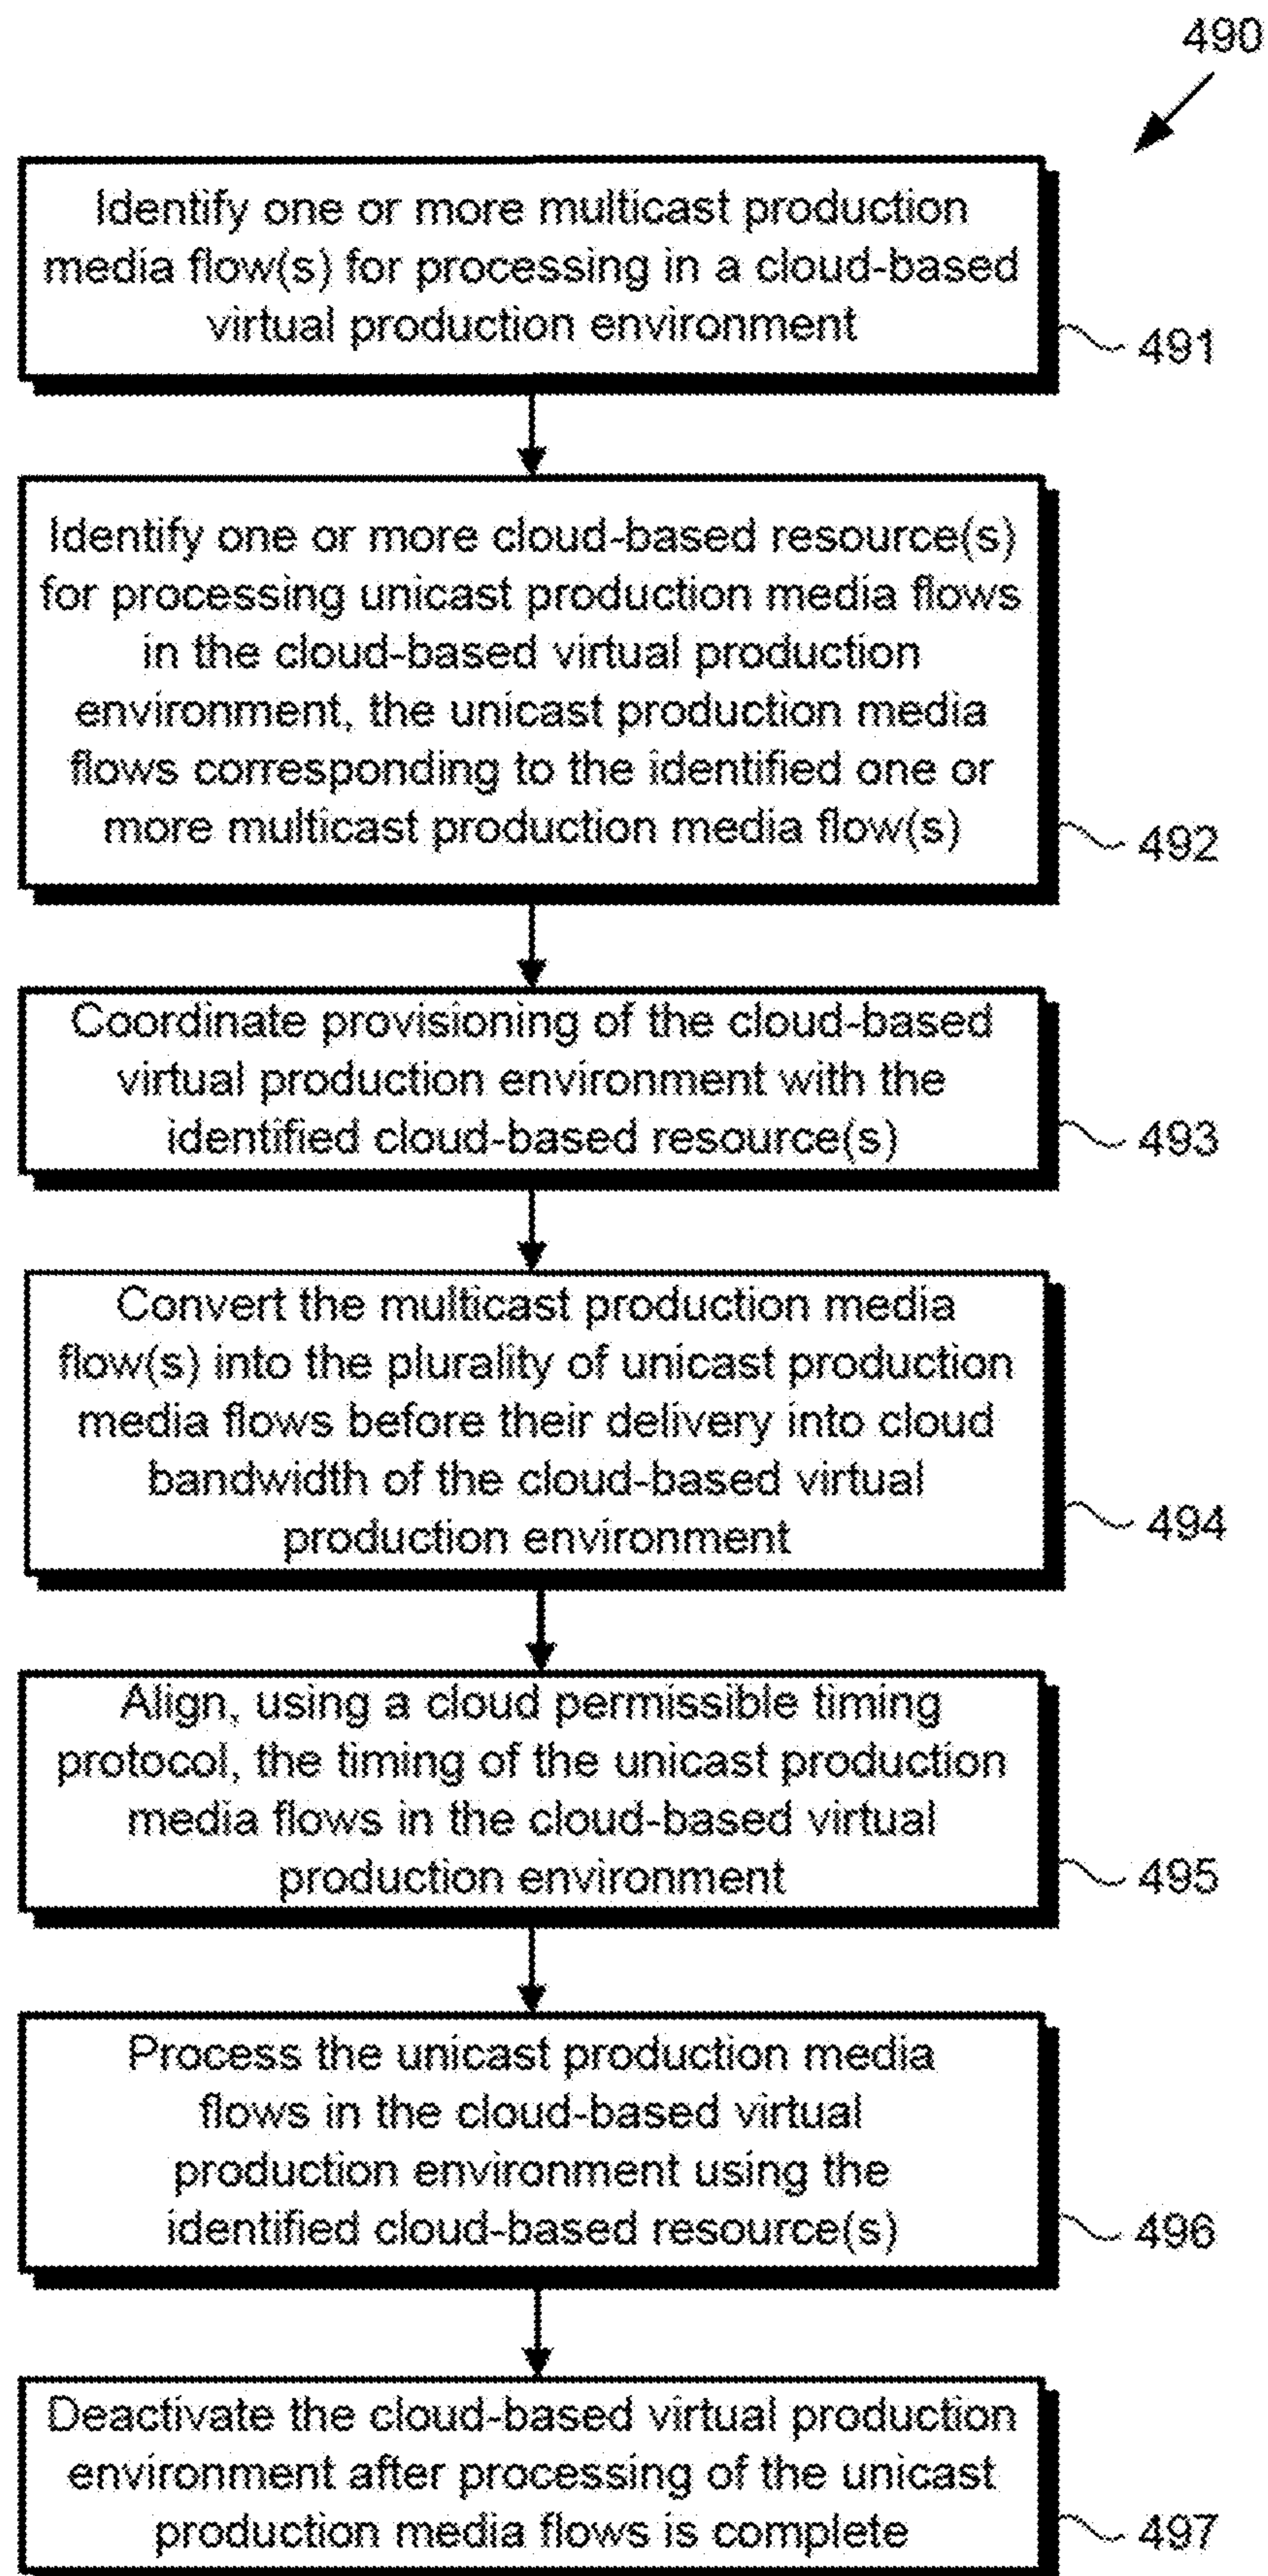 490
Identify one or more multicast production
media flow(s) for processing in a cloud-based
virtual production environment
491
Identify one or more cloud-based resource(s)
for processing unicast production media flows
in the cloud-based virtual production
environment, the unicast production media
flows corresponding to the identified one or
more multicast production media flow(s)
492
Coordinate provisioning of the cloud-based
virtual production environment with the
identified cloud-based resource(s)
493
Convert the multicast production media
flow(s) into the plurality of unicast production
media flows before their delivery into cloud
bandwidth of the cloud-based virtual
production environment
494
Align, using a cloud permissible timing
protocol, the timing of the unicast production
media flows in the cloud-based virtual
production environment
495
Process the unicast production media
flows in the cloud-based virtual
production environment using the
identified cloud-based resource(s)
496
Deactivate the cloud-based virtual production
environment after processing of the unicast
production media flows is complete
497